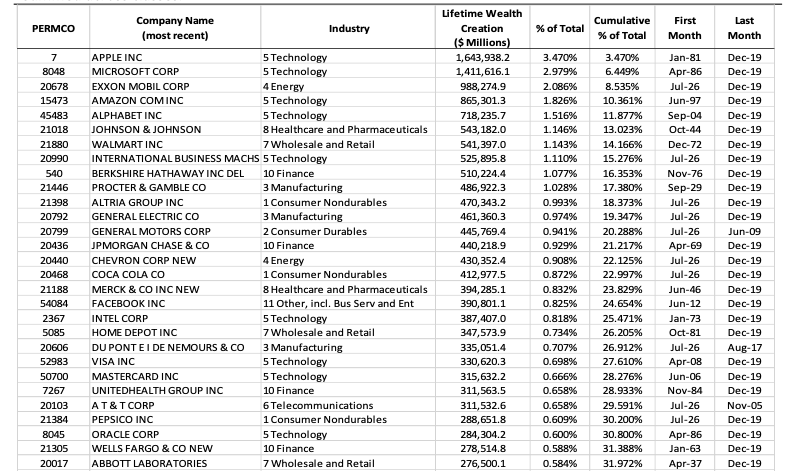 PERMCO Company Name (most recent) Industry Lifetime Wealth Creation ($ Millions) % of Total Cumulative % of Total First Month Last Month
7 APPLE INC 5 Technology 1,643,938.2 3.470% 3.470% Jan-81 Dec-19
8048 MICROSOFT CORP 5 Technology 1,411,616.1 2.979% 6.449% Apr-86 Dec-19
20678 EXXON MOBIL CORP 4 Energy 988,274.9 2.086% 8.535% Jul-26 Dec-19
15473 AMAZON COM INC 5 Technology 865,301.3 1.826% 10.361% Jun-97 Dec-19
45483 ALPHABET INC 5 Technology 718,235.7 1.516% 11.877% Sep-04 Dec-19
21018 JOHNSON & JOHNSON 8 Healthcare and Pharmaceuticals 543,182.0 1.146% 13.023% Oct-44 Dec-19
21880 WALMART INC 7 Wholesale and Retail 541,397.0 1.143% 14.166% Dec-72 Dec-19
20990 INTERNATIONAL BUSINESS MACHS 5 Technology 525,895.8 1.110% 15.276% Jul-26 Dec-19
540 BERKSHIRE HATHAWAY INC DEL 10 Finance 510,224.4 1.077% 16.353% Nov-76 Dec-19
21446 PROCTER & GAMBLE CO 3 Manufacturing 486,922.3 1.028% 17.380% Sep-29 Dec-19
21398 ALTRIA GROUP INC 1 Consumer Nondurables 470,343.2 0.993% 18.373% Jul-26 Dec-19
20792 GENERAL ELECTRIC CO 3 Manufacturing 461,360.3 0.974% 19.347% Jul-26 Dec-19
20799 GENERAL MOTORS CORP 2 Consumer Durables 445,769.4 0.941% 20.288% Jul-26 Jun-09
20436 JPMORGAN CHASE & CO 10 Finance 440,218.9 0.929% 21.217% Apr-69 Dec-19
20440 CHEVRON CORP NEW 4 Energy 430,352.4 0.908% 22.125% Jul-26 Dec-19
20468 COCA COLA CO 1 Consumer Nondurables 412,977.5 0.872% 22.997% Jul-26 Dec-19
21188 MERCK & CO INC NEW 8 Healthcare and Pharmaceuticals 394,285.1 0.832% 23.829% Jun-46 Dec-19
54084 FACEBOOK INC 11 Other, incl. Bus Serv and Ent 390,801.1 0.825% 24.654% Jun-12 Dec-19
2367 INTEL CORP 5 Technology 387,407.0 0.818% 25.471% Jan-73 Dec-19
5085 HOME DEPOT INC 7 Wholesale and Retail 347,573.9 0.734% 26.205% Oct-81 Dec-19
20606 DU PONT E I DE NEMOURS & CO 3 Manufacturing 335,051.4 0.707% 26.912% Jul-26 Aug-17
52983 VISA INC 5 Technology 330,620.3 0.698% 27.610% Apr-08 Dec-19
50700 MASTERCARD INC 5 Technology 315,632.2 0.666% 28.276% Jun-06 Dec-19
7267 UNITEDHEALTH GROUP INC 10 Finance 311,563.5 0.658% 28.933% Nov-84 Dec-19
20103 A T & T CORP 6 Telecommunications 311,532.6 0.658% 29.591% Jul-26 Nov-05
21384 PEPSICO INC 1 Consumer Nondurables 288,651.8 0.609% 30.200% Jul-26 Dec-19
8045 ORACLE CORP 5 Technology 284,304.2 0.600% 30.800% Apr-86 Dec-19
21305 WELLS FARGO & CO NEW 10 Finance 278,514.8 0.588% 31.388% Jan-63 Dec-19
20017 ABBOTT LABORATORIES 7 Wholesale and Retail 276,500.1 0.584% 31.972% Apr-37 Dec-19